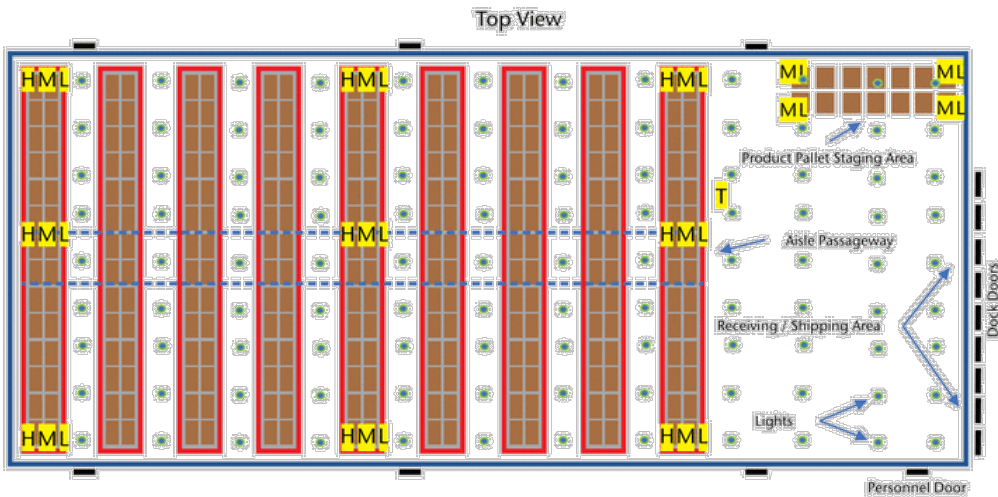 Top View
HML HML HML ML ML
ML ML
Product Pallet Staging Area
T
HML HML HML
Aisle Passageway
Dock Doors
Receiving / Shipping Area
Lights
HML HML HML
Personnel Door